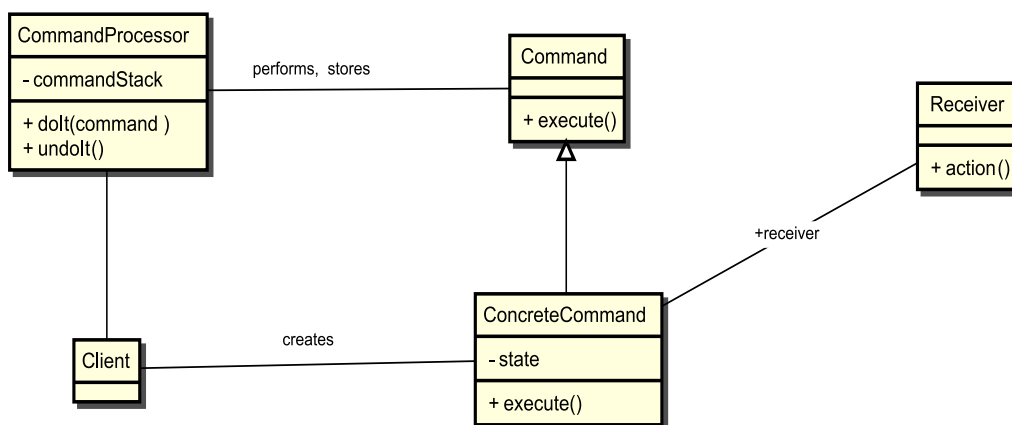 CommandProcessor
- commandStack
+ doIt(command )
+ undoIt()
performs,  stores
Command
+ execute()
Receiver
+ action()
+receiver
ConcreteCommand
- state
+ execute()
creates
Client